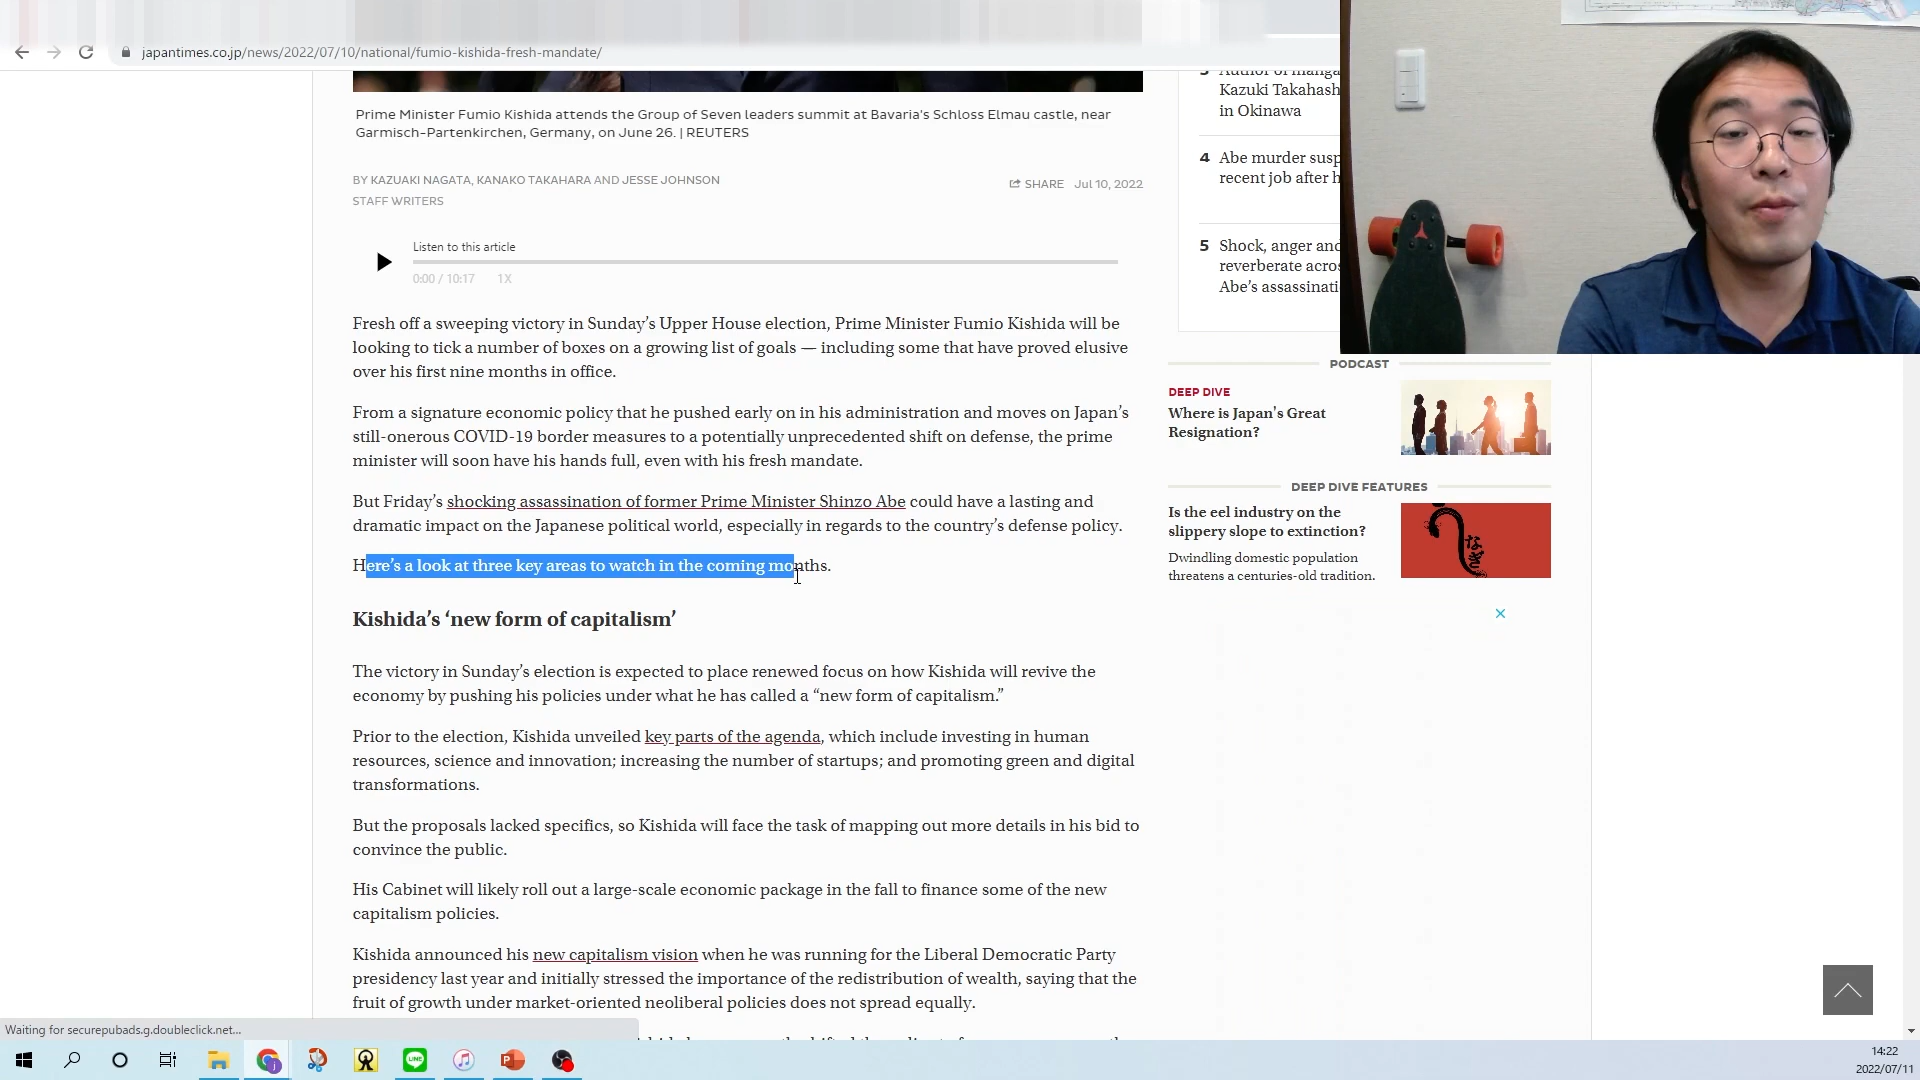 japantimes.co.jp/news/2022/07/10/national/fumio-kishida-fresh-mandate/
Prime Minister Fumio Kishida attends the Group of Seven leaders summit at Bavaria's Schloss Elmau castle, near
Garmisch-Partenkirchen, Germany, on June 26. | REUTERS
BY KAZUAKI NAGATA, KANAKO TAKAHARA AND JESSE JOHNSON
STAFF WRITERS
SHARE Jul 10, 2022
Listen to this article
0:00 / 10:17 1X
Fresh off a sweeping victory in Sunday’s Upper House election, Prime Minister Fumio Kishida will be
looking to tick a number of boxes on a growing list of goals — including some that have proved elusive
over his first nine months in office.
From a signature economic policy that he pushed early on in his administration and moves on Japan’s
still-onerous COVID-19 border measures to a potentially unprecedented shift on defense, the prime
minister will soon have his hands full, even with his fresh mandate.
But Friday’s shocking assassination of former Prime Minister Shinzo Abe could have a lasting and
dramatic impact on the Japanese political world, especially in regards to the country’s defense policy.
Here’s a look at three key areas to watch in the coming months.
Kishida’s ‘new form of capitalism’
The victory in Sunday’s election is expected to place renewed focus on how Kishida will revive the
economy by pushing his policies under what he has called a “new form of capitalism.”
Prior to the election, Kishida unveiled key parts of the agenda, which include investing in human
resources, science and innovation; increasing the number of startups; and promoting green and digital
transformations.
But the proposals lacked specifics, so Kishida will face the task of mapping out more details in his bid to
convince the public.
His Cabinet will likely roll out a large-scale economic package in the fall to finance some of the new
capitalism policies.
Kishida announced his new capitalism vision when he was running for the Liberal Democratic Party
presidency last year and initially stressed the importance of the redistribution of wealth, saying that the
fruit of growth under market-oriented neoliberal policies does not spread equally.
Author of manga
Kazuki Takahash
in Okinawa
4 Abe murder susp
recent job after h
5 Shock, anger and
reverberate acros
Abe’s assassinati
PODCAST
DEEP DIVE
Where is Japan’s Great
Resignation?
DEEP DIVE FEATURES
Is the eel industry on the
slippery slope to extinction?
Dwindling domestic population
threatens a centuries-old tradition.
うなぎ
Waiting for securepubads.g.doubleclick.net...
14:22
2022/07/11